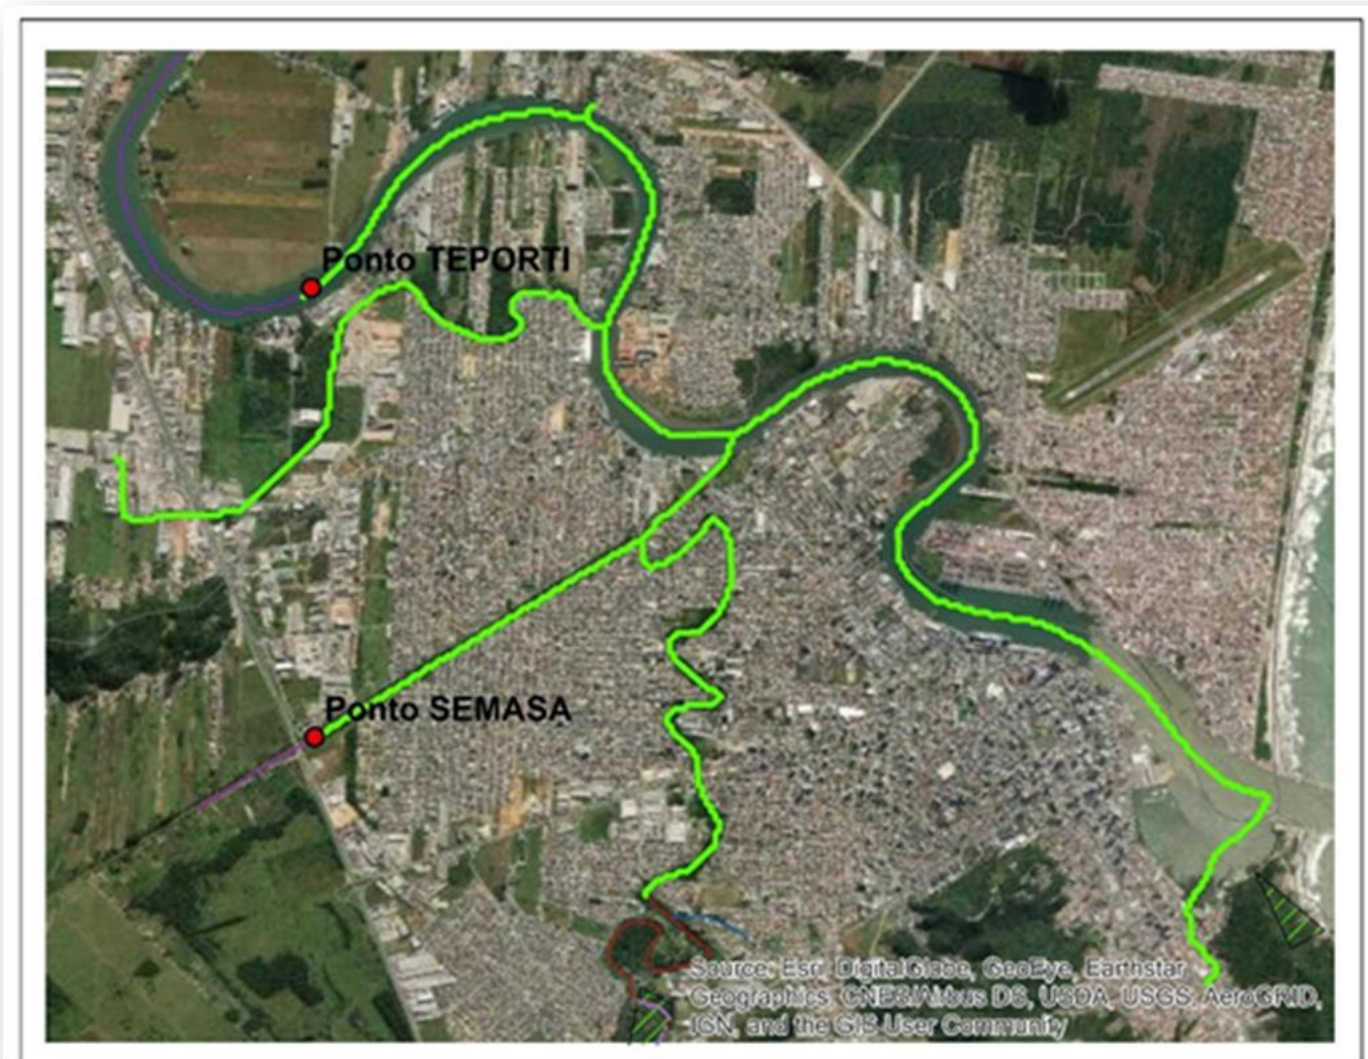 Ponto TEPORTI
Ponto SEMASA
Source: Esri, DigitalGlobe, GeoEye, Earthstar
Geographics, CNES/Airbus DS, USDA, USGS, AeroGRID,
IGN, and the GIS User Community